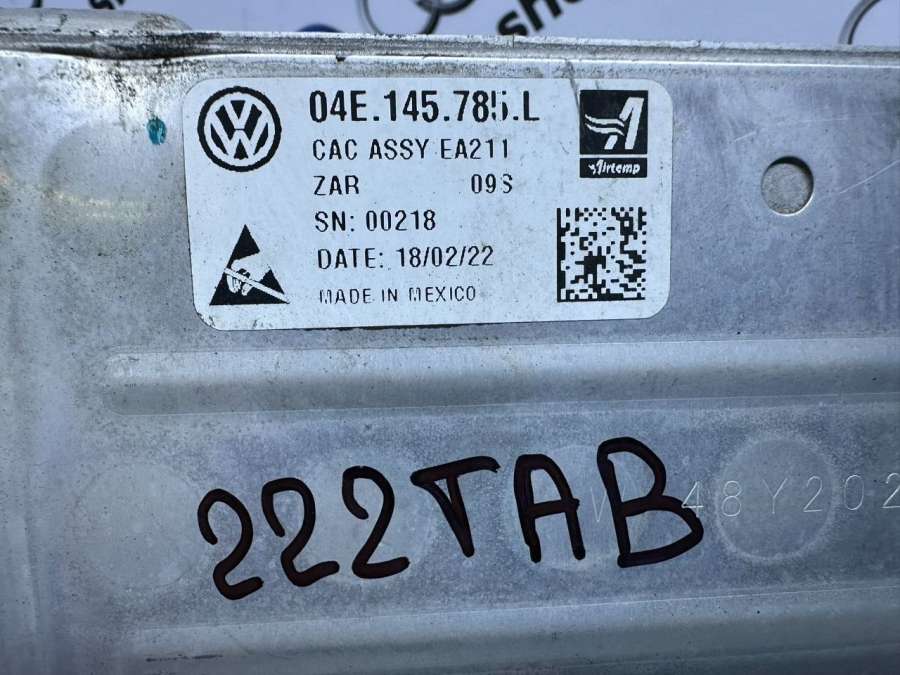 04E.145.785.L
CAC ASSY EA211
Airtemp
ZAR 09S
SN: 00218
DATE: 18/02/22
MADE IN MEXICO
222TAB
48Y202